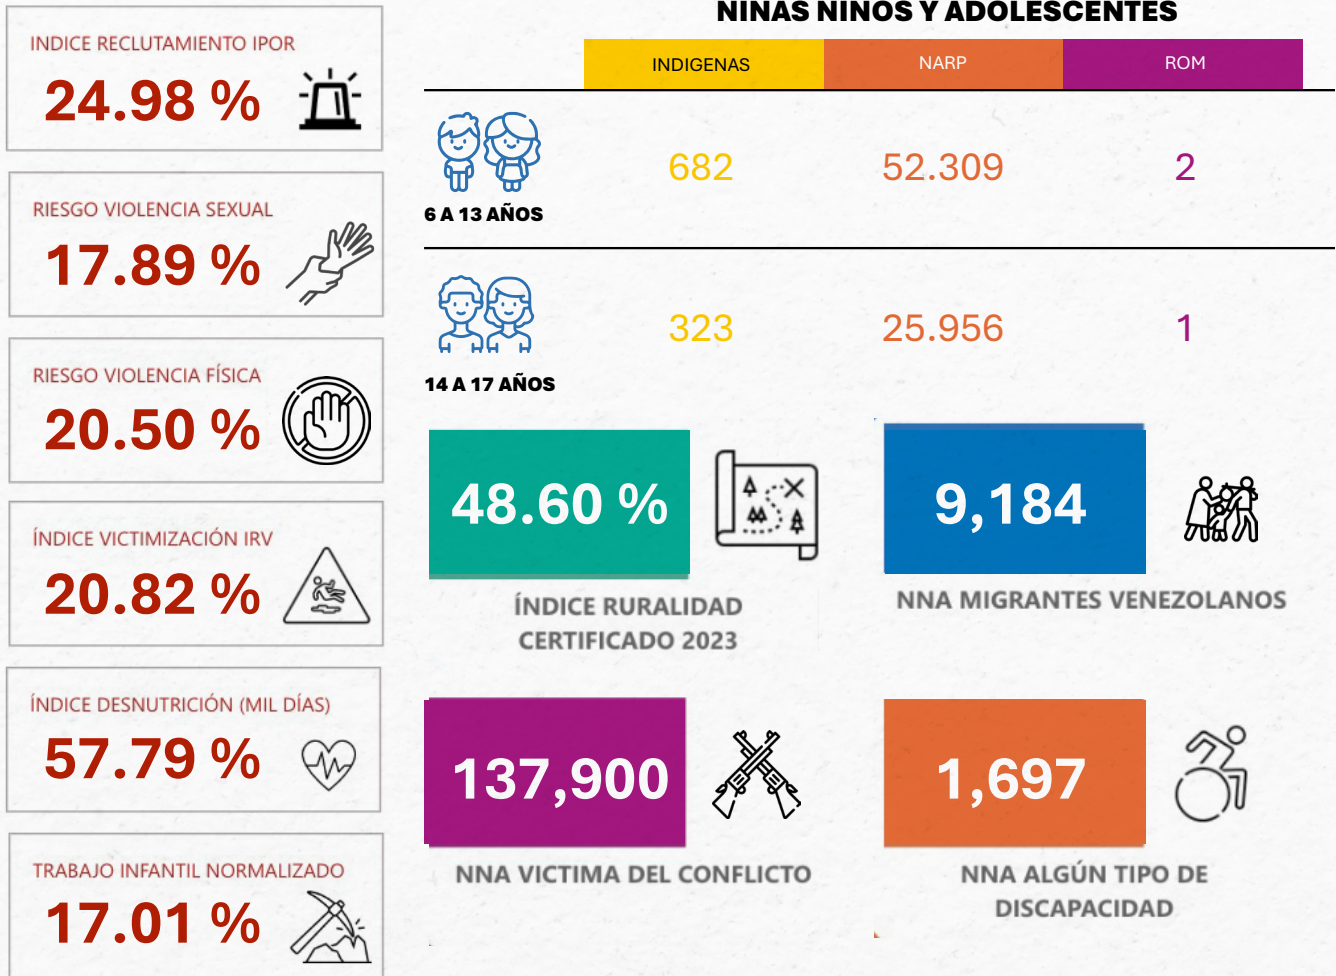 INDICE RECLUTAMIENTO IPOR
24.98 %
RIESGO VIOLENCIA SEXUAL
17.89 %
RIESGO VIOLENCIA FÍSICA
20.50 %
ÍNDICE VICTIMIZACIÓN IRV
20.82 %
ÍNDICE DESNUTRICIÓN (MIL DÍAS)
57.79 %
TRABAJO INFANTIL NORMALIZADO
17.01 %
NIÑAS NIÑOS Y ADOLESCENTES
INDIGENAS NARP ROM
682 52.309 2
6 A 13 AÑOS
323 25.956 1
14 A 17 AÑOS
48.60 %
ÍNDICE RURALIDAD
CERTIFICADO 2023
9,184
NNA MIGRANTES VENEZOLANOS
137,900
NNA VICTIMA DEL CONFLICTO
1,697
NNA ALGÚN TIPO DE
DISCAPACIDAD